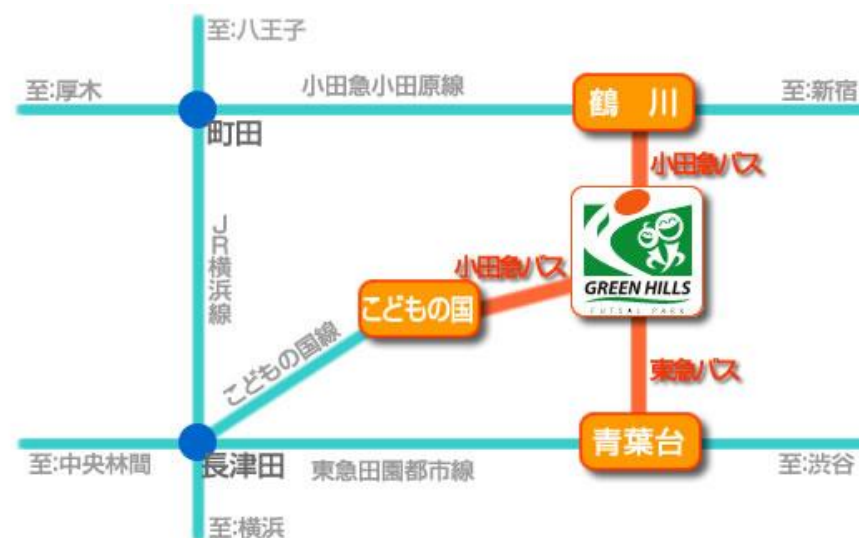 至:八王子
至:厚木
小田急小田原線
鶴 川
至:新宿
町田
小田急バス
JR横浜線
小田急バス
GREEN HILLS
FUTSAL PARK
こどもの国
こどもの国線
東急バス
青葉台
至:中央林間
長津田
東急田園都市線
至:渋谷
至:横浜